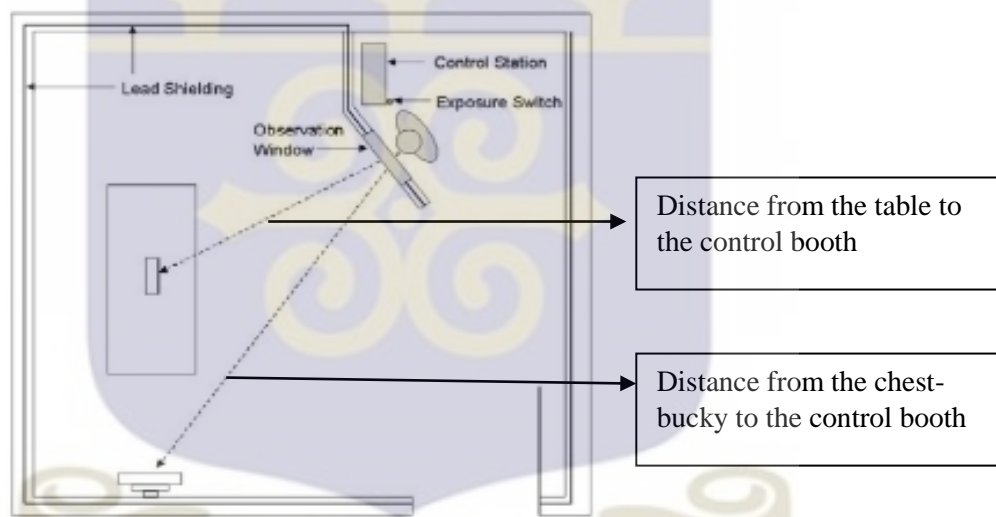 Control Station
Lead Shielding
Exposure Switch
Observation
Window
Distance from the table to
the control booth
Distance from the chest-
bucky to the control booth